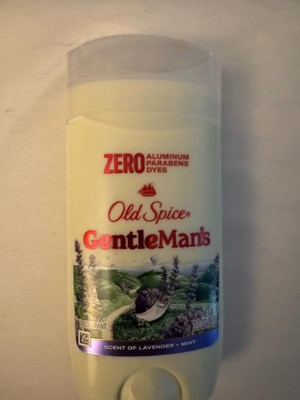 ZERO ALUMINUM
PARABENS
DYES
Old Spice®
GentleMan's
SCENT OF LAVENDER + MINT